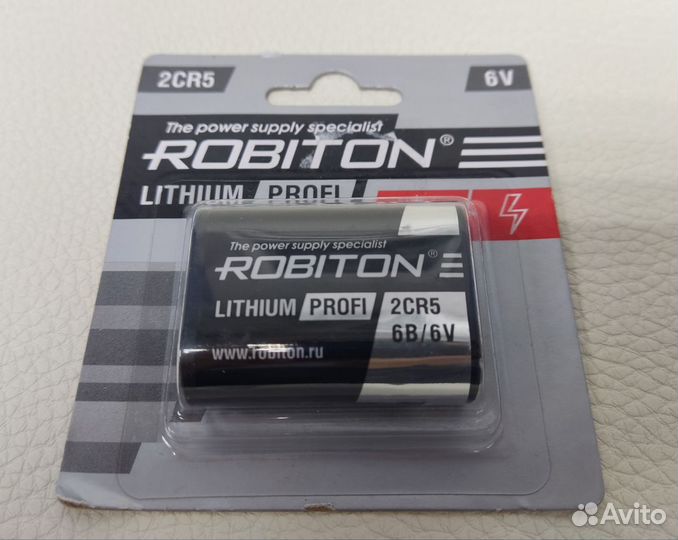 2CR5 6V
The power supply specialist
ROBITON®
LITHIUM PROFI
The power supply specialist
ROBITON®
LITHIUM PROFI 2CR5
6В/6V
www.robiton.ru
Avito